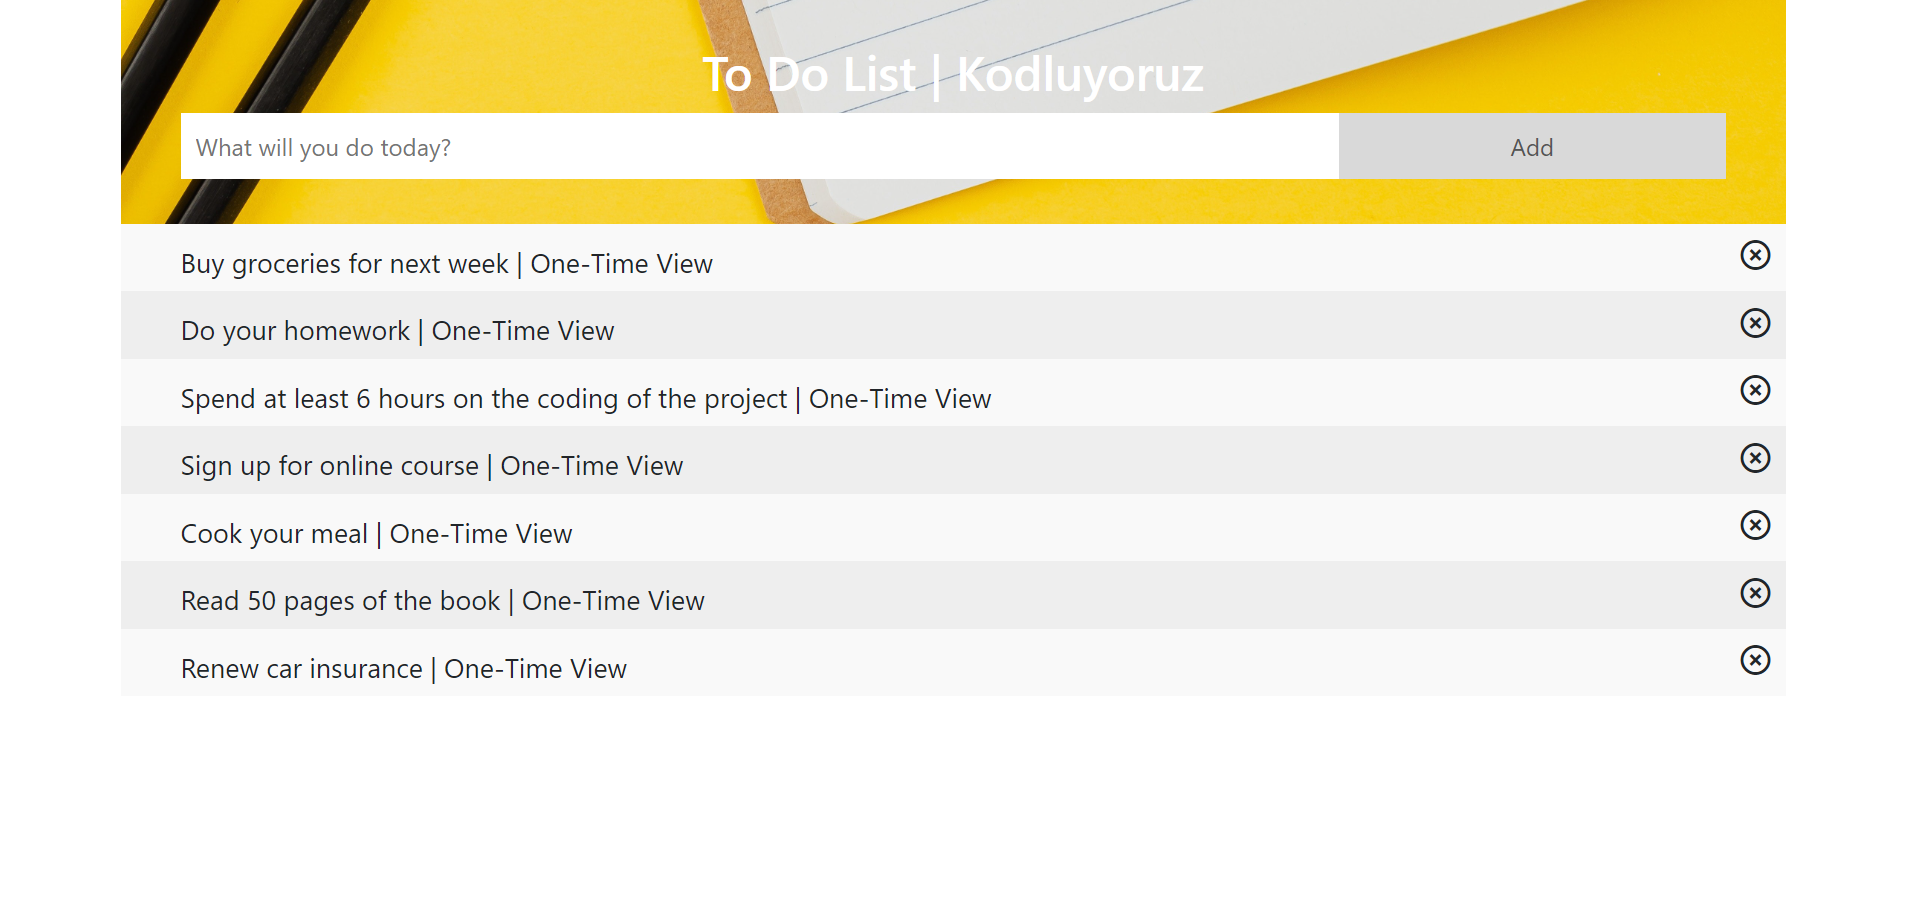 To Do List | Kodluyoruz
What will you do today?
Add
Buy groceries for next week | One-Time View
Do your homework | One-Time View
Spend at least 6 hours on the coding of the project | One-Time View
Sign up for online course | One-Time View
Cook your meal | One-Time View
Read 50 pages of the book | One-Time View
Renew car insurance | One-Time View